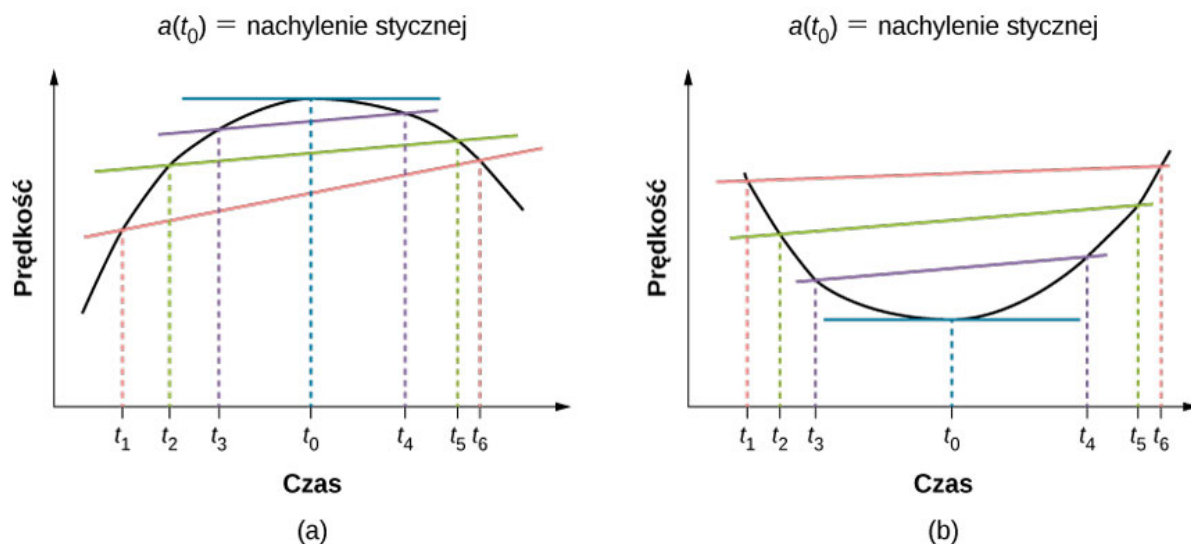 a(t₀) = nachylenie stycznej
Prędkość
t₁ t₂ t₃ t₀ t₄ t₅ t₆
Czas
(a)
a(t₀) = nachylenie stycznej
Prędkość
t₁ t₂ t₃ t₀ t₄ t₅ t₆
Czas
(b)